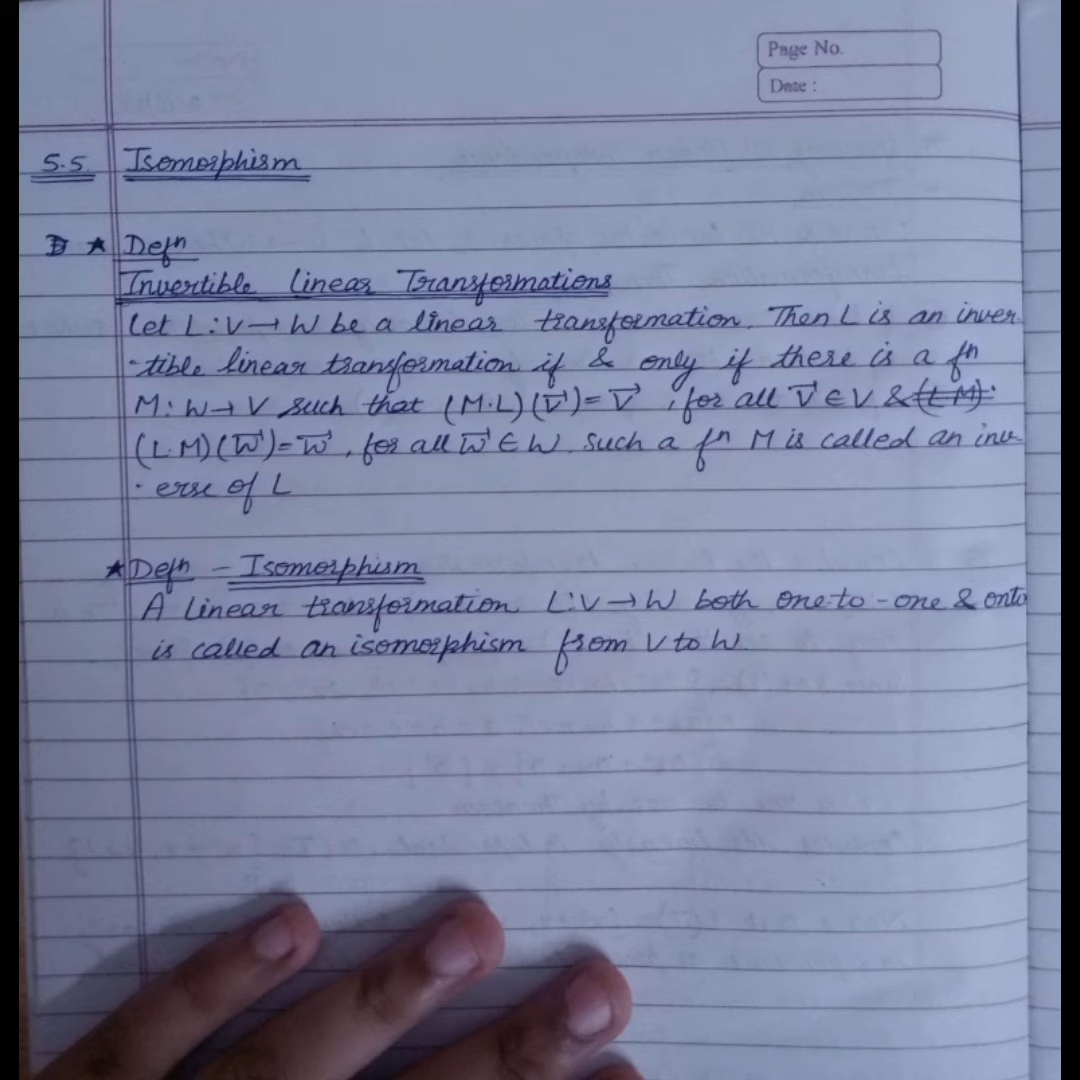 Page No.
Date :
5.5. Isomorphism
★ Defn
Invertible Linear Transformations
Let L:V→W be a linear transformation. Then L is an inver-
-tible linear transformation if & only if there is a fn
M:W→V such that (M·L)(v⃗)=v⃗, for all v⃗∈V &
(L·M)(w⃗)=w⃗, for all w⃗∈W. Such a fn M is called an inv-
-erse of L
★ Defn – Isomorphism
A Linear transformation L:V→W both one-to-one & onto
is called an isomorphism from V to W.